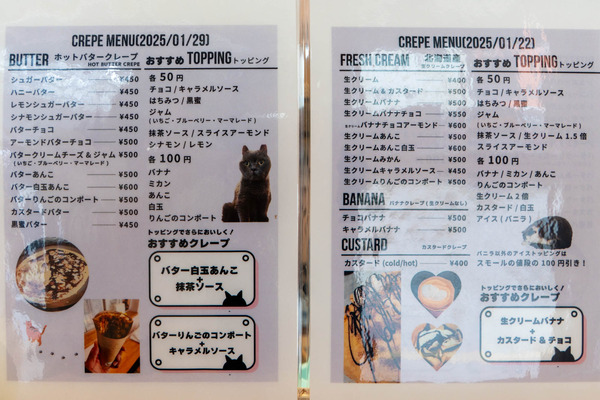 CREPE MENU(2025/01/29)
BUTTER ホットバタークレープ
HOT BUTTER CREPE
シュガーバター ¥450
ハニーバター ¥450
レモンシュガーバター ¥450
シナモンシュガーバター ¥450
バターチョコ ¥450
アーモンドバターチョコ ¥500
バタークリームチーズ & ジャム ¥500
(いちご・ブルーベリー・マーマレード)
バターあんこ ¥500
バター白玉あんこ ¥600
バターりんごのコンポート ¥500
カスタードバター ¥500
黒蜜バター ¥450
おすすめ TOPPING トッピング
各 50 円
チョコ / キャラメルソース
はちみつ / 黒蜜
ジャム
(いちご・ブルーベリー・マーマレード)
抹茶ソース / スライスアーモンド
シナモン / レモン
各 100 円
バナナ
ミカン
あんこ
白玉
りんごのコンポート
トッピングでさらにおいしく!
おすすめクレープ
バター白玉あんこ
+
抹茶ソース
バターりんごのコンポート
+
キャラメルソース
CREPE MENU(2025/01/22)
FRESH CREAM 北海道産
生クリームクレープ
生クリーム ¥400
生クリーム & カスタード ¥500
生クリームバナナ ¥500
生クリームバナナチョコ ¥500
バナナチョコアーモンド ¥600
生クリームあんこ ¥500
生クリームあんこ白玉 ¥600
生クリームみかん ¥500
生クリームキャラメルソース ¥450
生クリームりんごのコンポート ¥500
BANANA バナナクレープ (生クリームなし)
チョコバナナ ¥500
キャラメルバナナ ¥500
CUSTARD カスタードクレープ
カスタード (cold/hot) ¥400
おすすめ TOPPING トッピング
各 50 円
チョコ / キャラメルソース
はちみつ / 黒蜜
ジャム
(いちご・ブルーベリー・マーマレード)
抹茶ソース / 生クリーム 1.5 倍
スライスアーモンド
各 100 円
バナナ / ミカン / あんこ
りんごのコンポート
生クリーム 2 倍
カスタード / 白玉
アイス (バニラ)
バニラ以外のアイストッピングは
スモールの値段の 100 円引き!
トッピングでさらにおいしく!
おすすめクレープ
生クリームバナナ
+
カスタード & チョコ